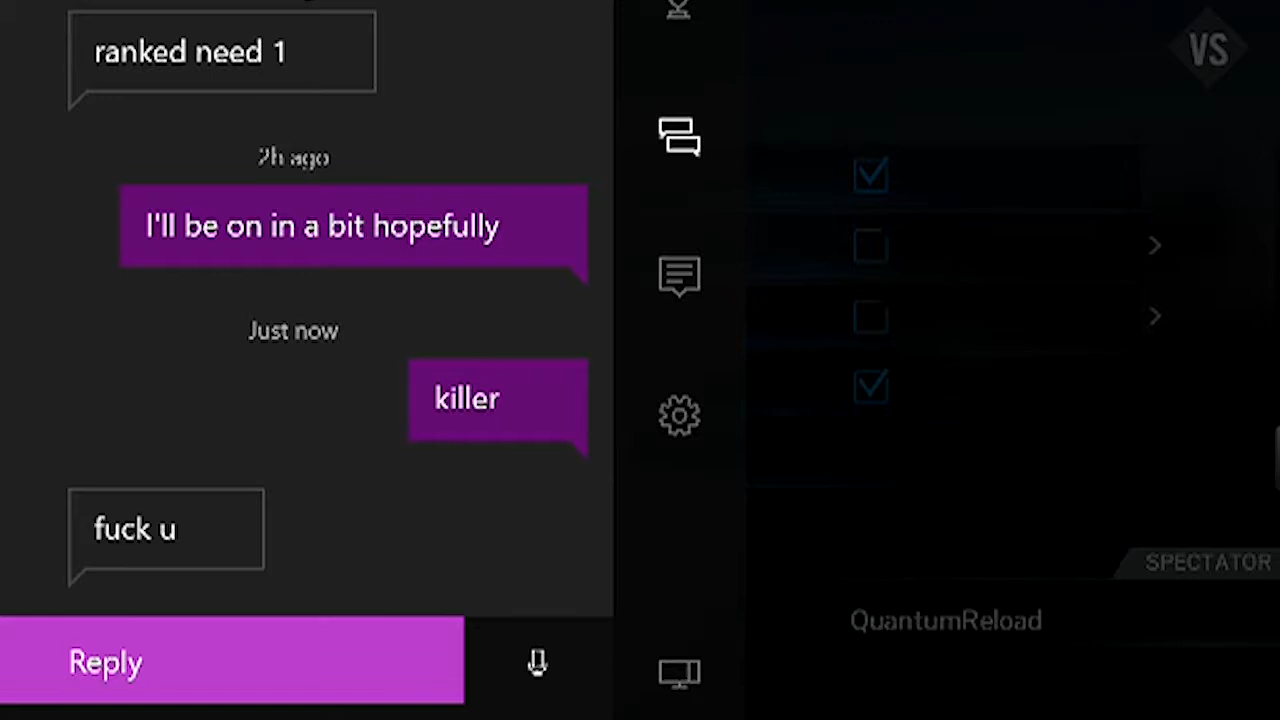 ranked need 1
2h ago
I'll be on in a bit hopefully
Just now
killer
fuck u
Reply
VS
SPECTATOR
QuantumReload